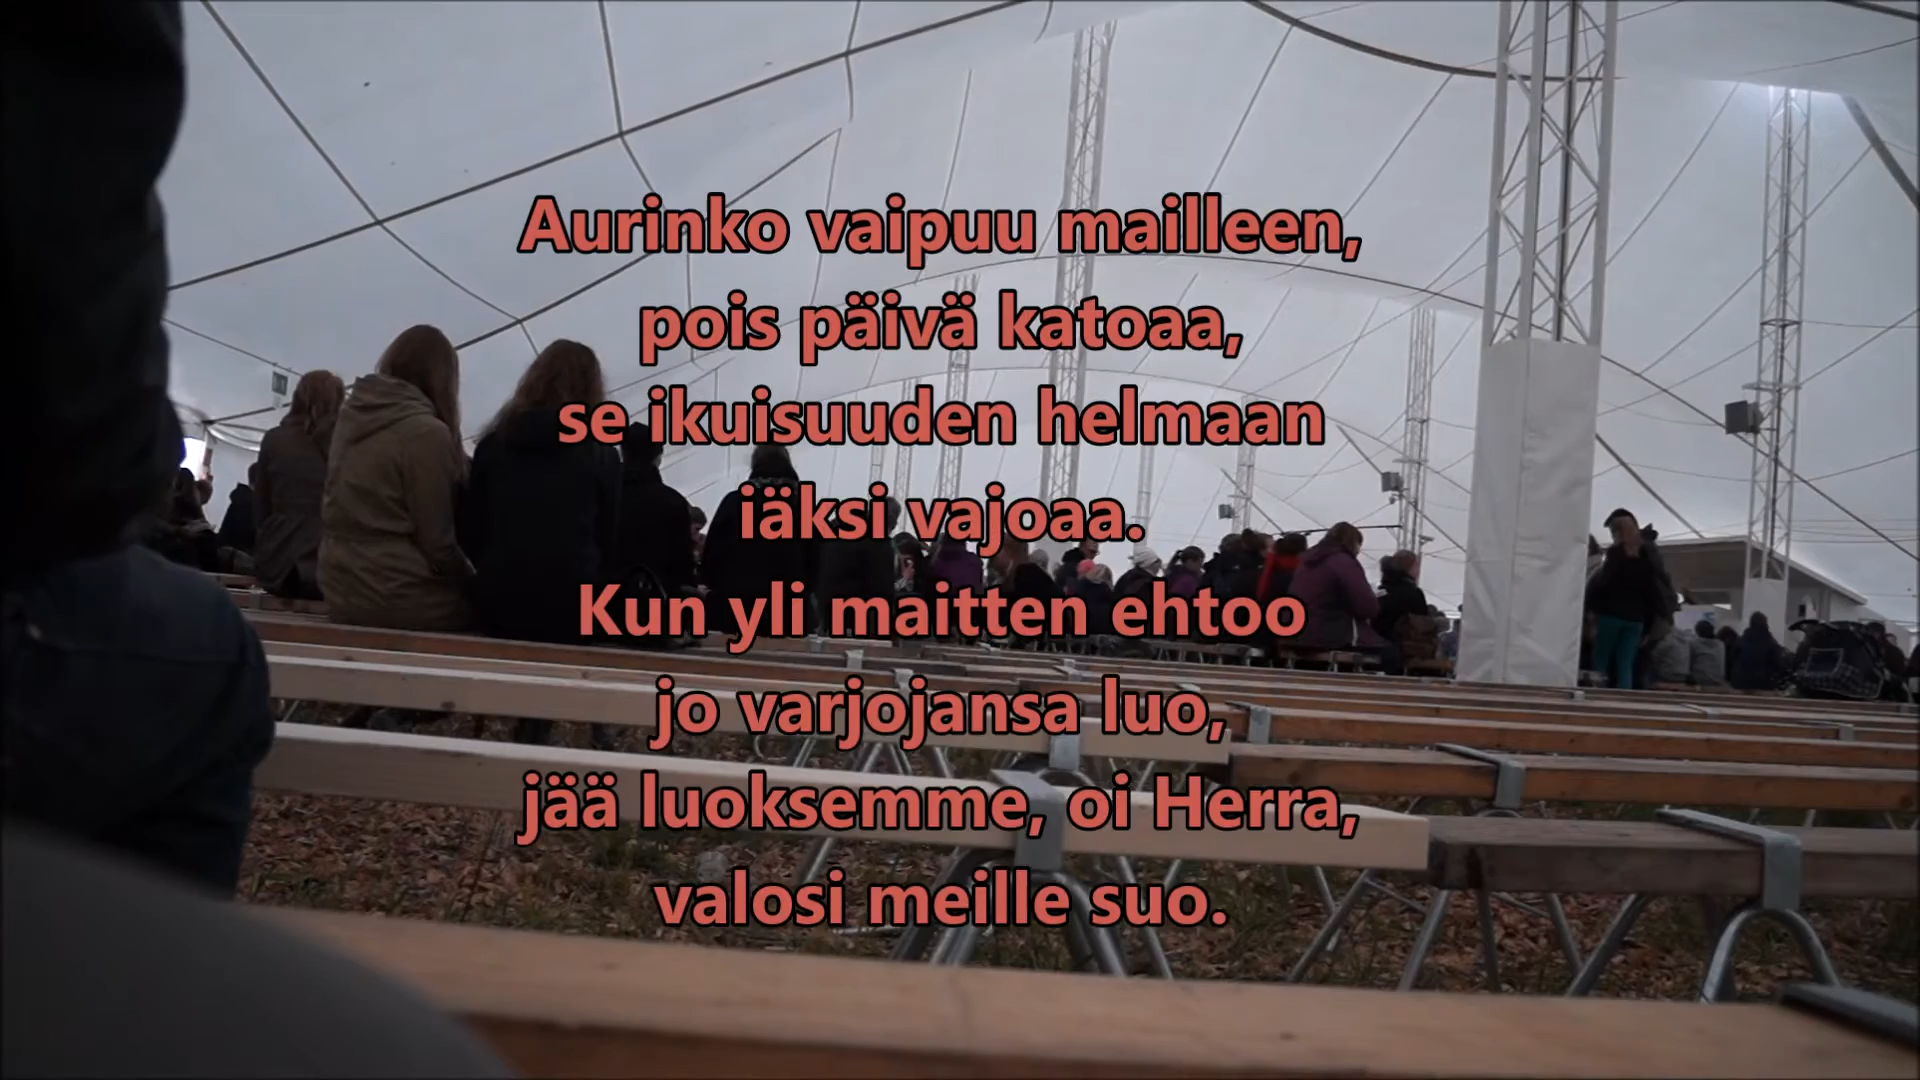 Aurinko vaipuu mailleen,
pois päivä katoaa,
se ikuisuuden helmaan
iäksi vajoaa.
Kun yli maitten ehtoo
jo varjojansa luo,
jää luoksemme, oi Herra,
valosi meille suo.